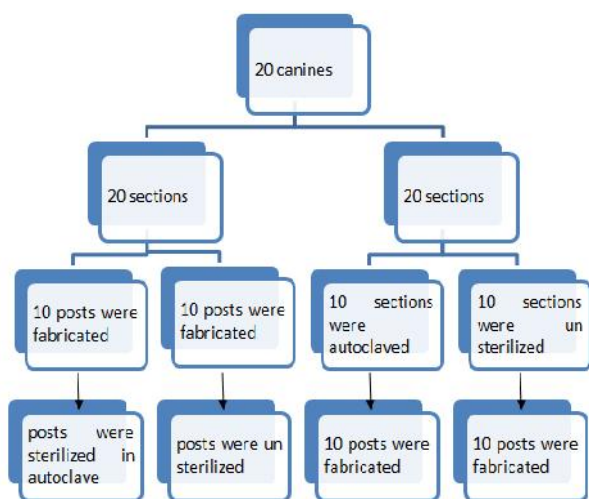 20 canines
20 sections
20 sections
10 posts were
fabricated
10 posts were
fabricated
10 sections
were
autoclaved
10 sections
were un
sterilized
posts were
sterilized in
autoclave
posts were un
sterilized
10 posts were
fabricated
10 posts were
fabricated